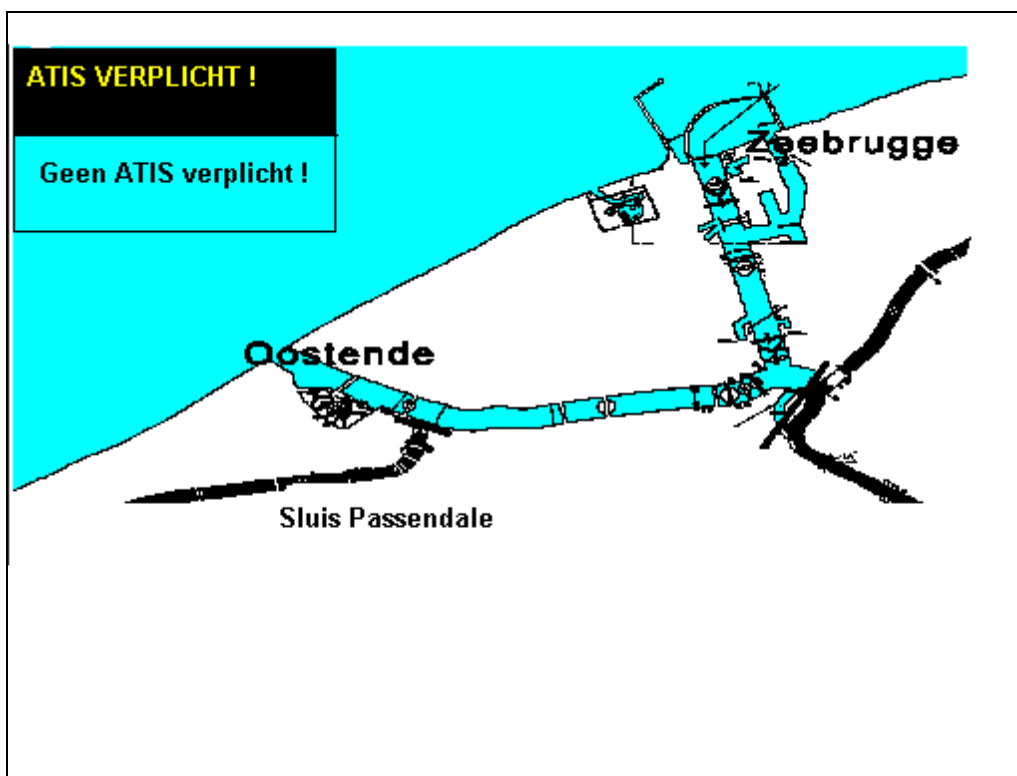 ATIS VERPLICHT !
Geen ATIS verplicht !
Zeebrugge
Oostende
Sluis Passendale